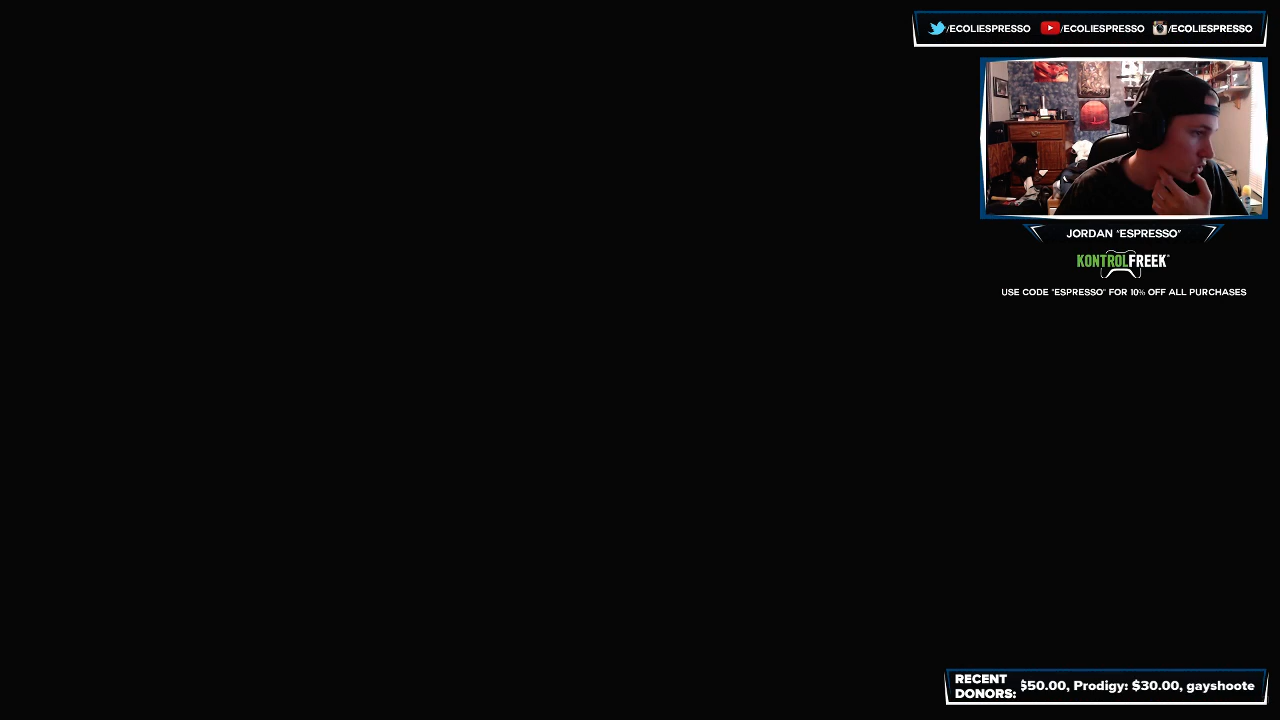 /ECOLIESPRESSO /ECOLIESPRESSO /ECOLIESPRESSO
JORDAN "ESPRESSO"
KONTROLFREEK
USE CODE "ESPRESSO" FOR 10% OFF ALL PURCHASES
RECENT
DONORS:
$50.00, Prodigy: $30.00, gayshoote